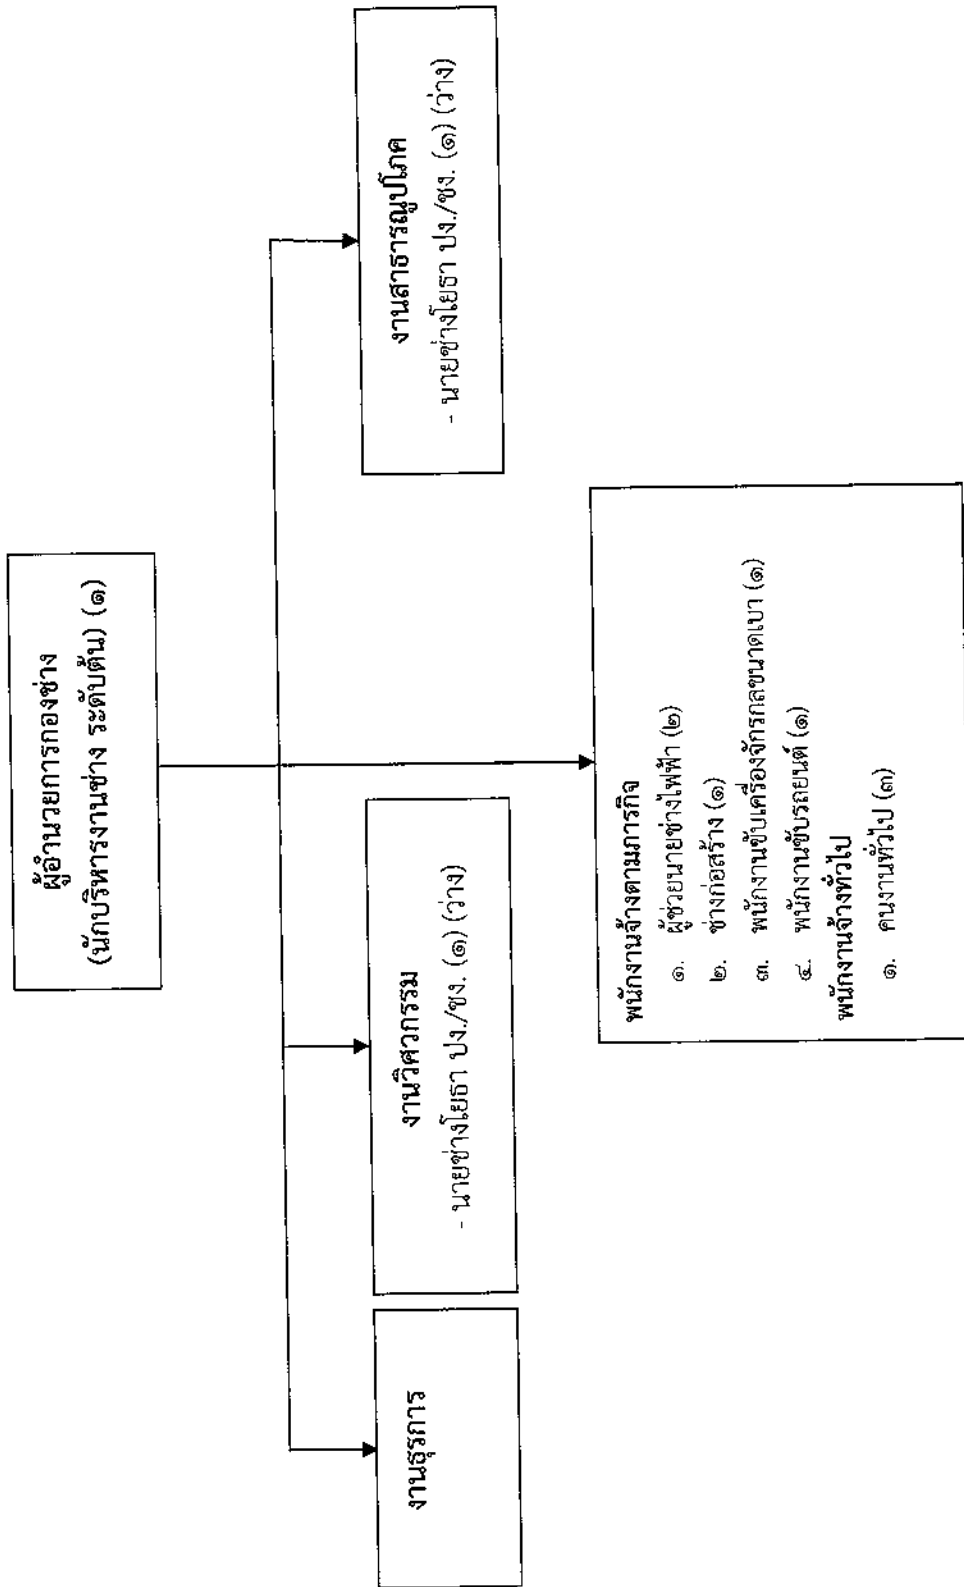 ผู้อำนวยการกองช่าง
(นักบริหารงานช่าง ระดับต้น) (๑)
งานธุรการ
งานวิศวกรรม
- นายช่างโยธา ปง./ชง. (๑) (ว่าง)
งานสาธารณูปโภค
- นายช่างโยธา ปง./ชง. (๑) (ว่าง)
พนักงานจ้างตามภารกิจ
๑. ผู้ช่วยนายช่างไฟฟ้า (๒)
๒. ช่างก่อสร้าง (๑)
๓. พนักงานขับเครื่องจักรกลขนาดเบา (๑)
๔. พนักงานขับรถยนต์ (๑)
พนักงานจ้างทั่วไป
๑. คนงานทั่วไป (๓)